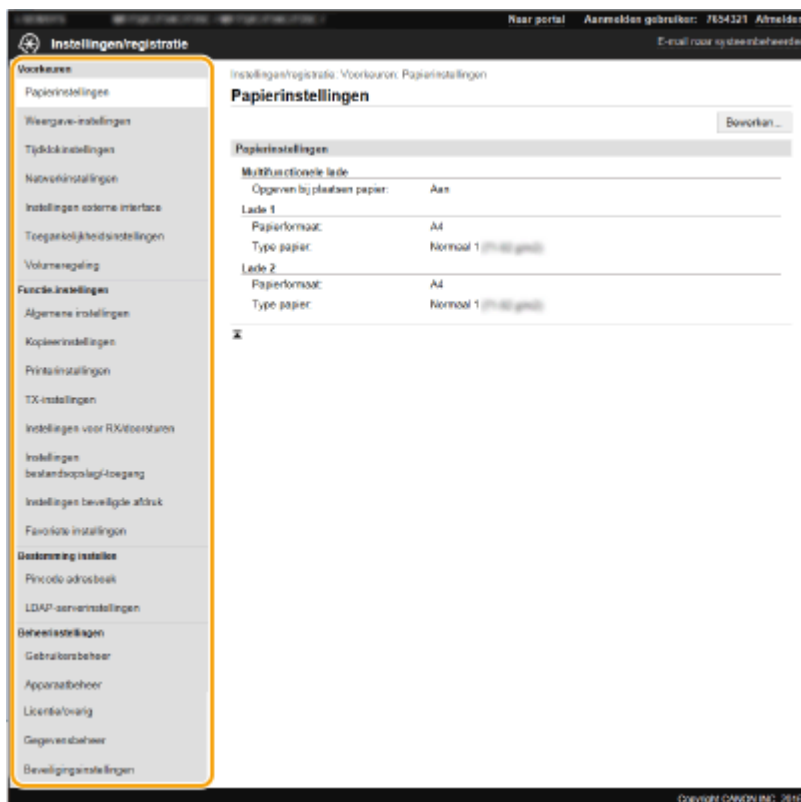 Naar portal Aanmelden gebruiker: 7654321 Afmelden
Instellingen/registratie
E-mail naar systeembeheerder
Voorkeuren
Papierinstellingen
Weergave-instellingen
Tijdklokinstellingen
Netwerkinstallingen
Instellingen externe interface
Toegankelijkheidsinstellingen
Volumeregeling
Functie-instellingen
Algemene instellingen
Kopieerinstellingen
Printerinstallingen
TX-instellingen
Instellingen voor RX/doorsturen
Instellingen
bestandsopslag/-toegang
Instellingen beveiligde afdruk
Favoriete instellingen
Bestemming instellen
Pincode adresboek
LDAP-serverinstellingen
Beheerinstellingen
Gebruikersbeheer
Apparaatbeheer
Licentie/overig
Gegevensbeheer
Beveiligingsinstellingen
Instellingen/registratie: Voorkeuren: Papierinstellingen
Papierinstellingen
Bewerken...
Papierinstellingen
Multifunctionele lade
Opgeven bij plaatsen papier: Aan
Lade 1
Papierformaat: A4
Type papier: Normaal 1
Lade 2
Papierformaat: A4
Type papier: Normaal 1
Copyright CANON INC.